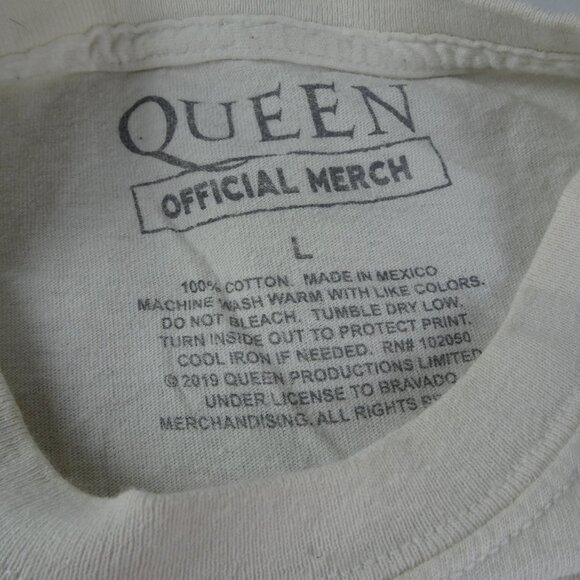 QUEEN
OFFICIAL MERCH
L
100% COTTON. MADE IN MEXICO
MACHINE WASH WARM WITH LIKE COLORS.
DO NOT BLEACH. TUMBLE DRY LOW.
TURN INSIDE OUT TO PROTECT PRINT.
COOL IRON IF NEEDED. RN# 102050
© 2019 QUEEN PRODUCTIONS LIMITED
UNDER LICENSE TO BRAVADO
MERCHANDISING. ALL RIGHTS